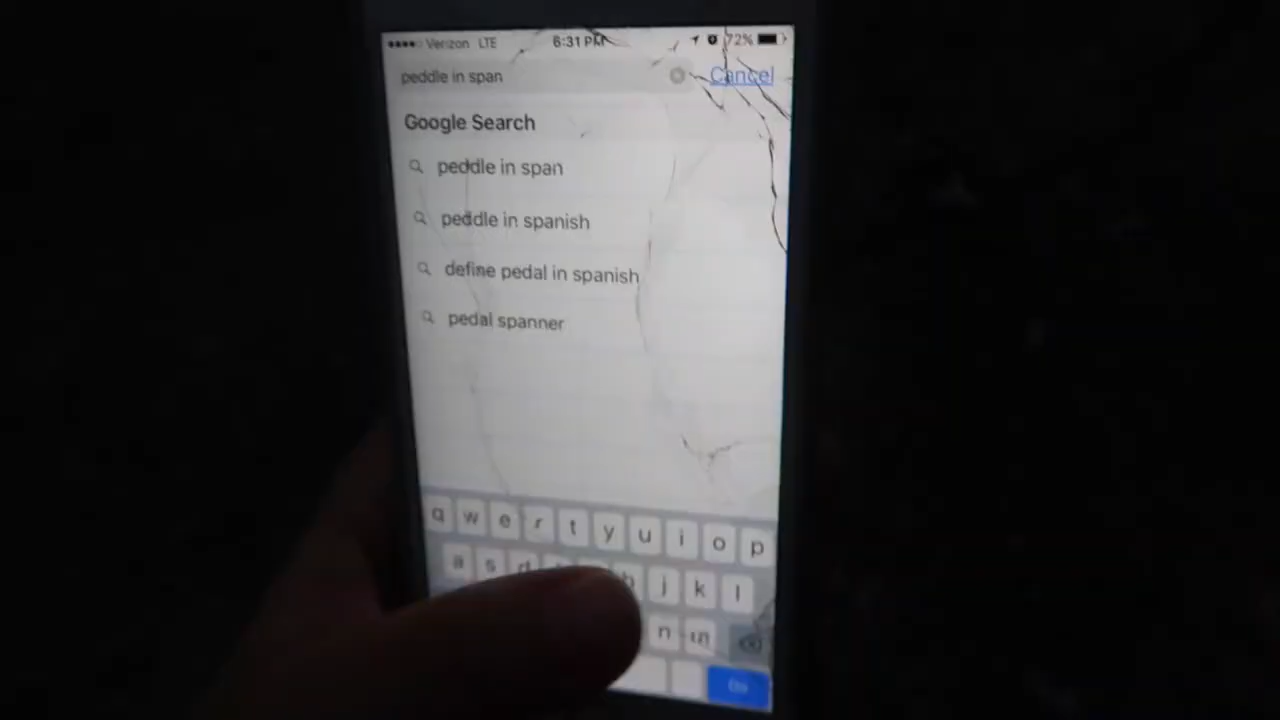 Verizon LTE 6:31 PM 72%
peddle in span Cancel
Google Search
peddle in span
peddle in spanish
define pedal in spanish
pedal spanner
q w e r t y u i o p
a s d h j k l
n m
Go